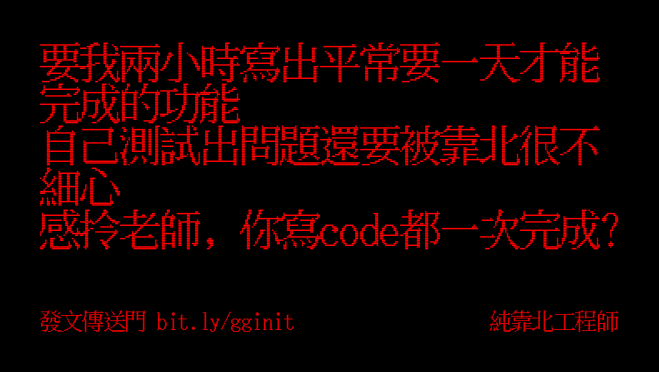 要我兩小時寫出平常要一天才能
完成的功能
自己測試出問題還要被靠北很不
細心
感拎老師，你寫code都一次完成?
發文傳送門 bit.ly/gginit
純靠北工程師